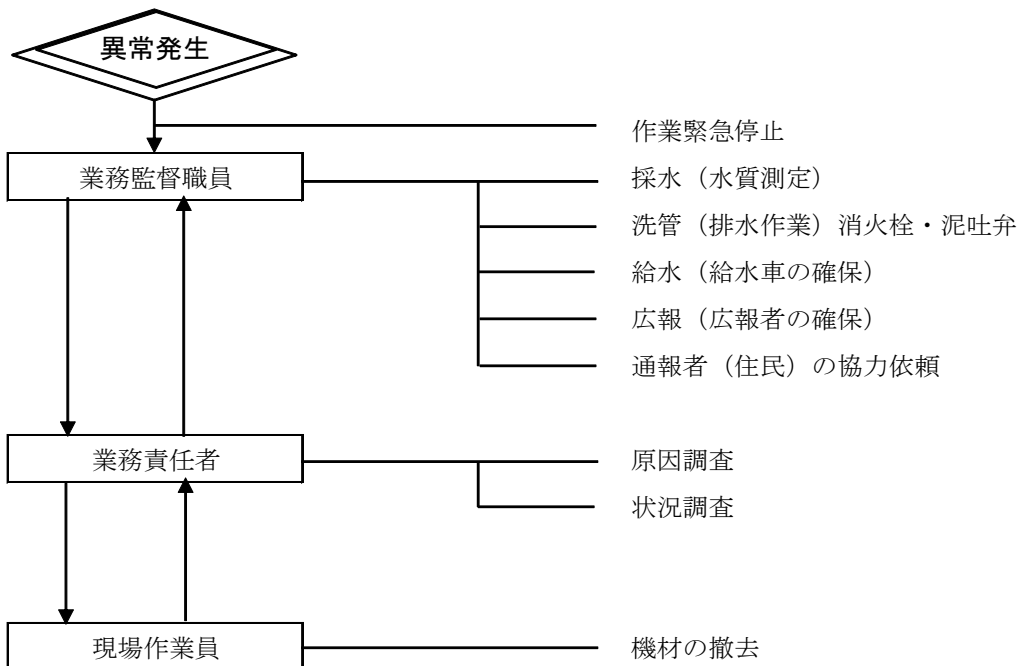 異常発生
作業緊急停止
業務監督職員
採水（水質測定）
洗管（排水作業）消火栓・泥吐弁
給水（給水車の確保）
広報（広報者の確保）
通報者（住民）の協力依頼
業務責任者
原因調査
状況調査
現場作業員
機材の撤去